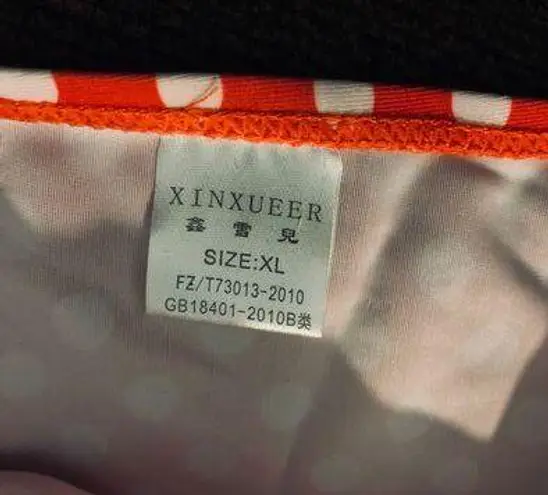 XINXUEER
鑫雪兒
SIZE:XL
FZ/T73013-2010
GB18401-2010B类